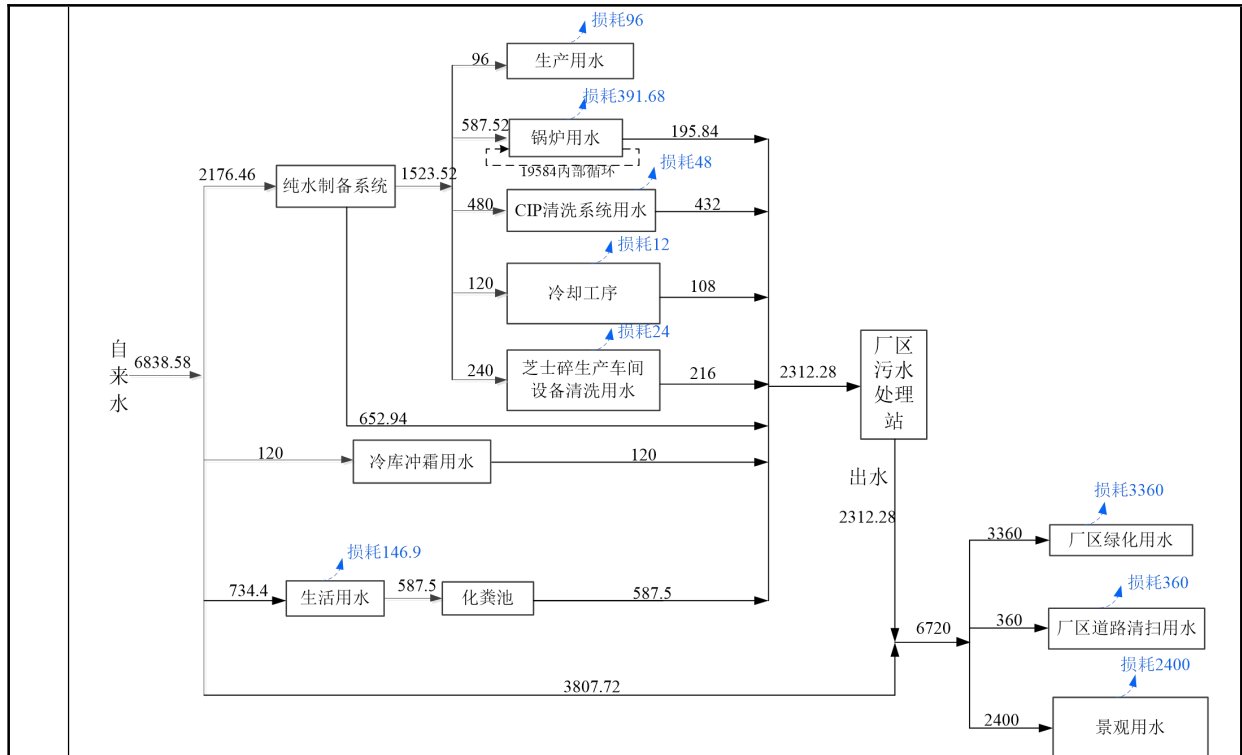 损耗96
96
生产用水
损耗391.68
587.52
锅炉用水
195.84
19584内部循环
损耗48
2176.46
纯水制备系统
1523.52
480
CIP清洗系统用水
432
损耗12
120
冷却工序
108
损耗24
240
芝士碎生产车间
设备清洗用水
216
自
来
水
6838.58
2312.28
厂区
污水
处理
站
652.94
120
冷库冲霜用水
120
出水
2312.28
损耗146.9
734.4
生活用水
587.5
化粪池
587.5
3807.72
6720
损耗3360
3360
厂区绿化用水
损耗360
360
厂区道路清扫用水
损耗2400
2400
景观用水